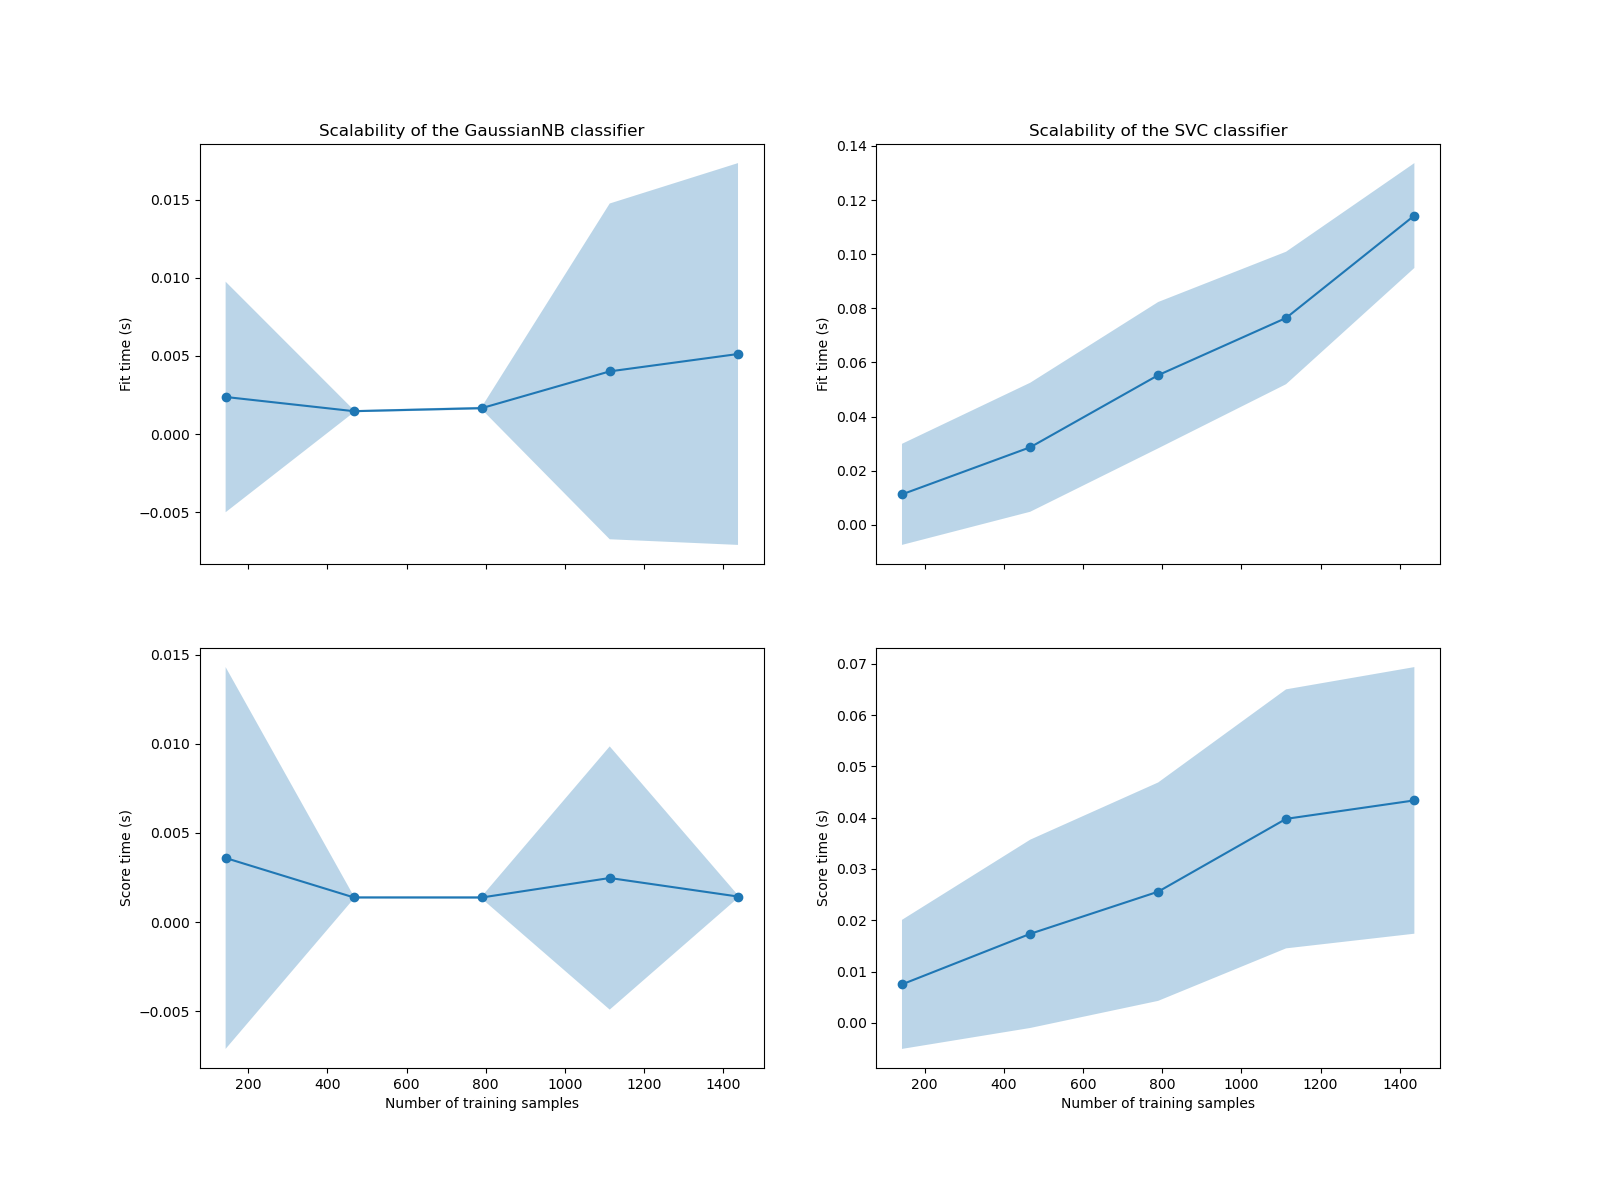 Scalability of the GaussianNB classifier
Fit time (s)
0.015
0.010
0.005
0.000
−0.005
Scalability of the SVC classifier
Fit time (s)
0.14
0.12
0.10
0.08
0.06
0.04
0.02
0.00
Score time (s)
0.015
0.010
0.005
0.000
−0.005
200 400 600 800 1000 1200 1400
Number of training samples
Score time (s)
0.07
0.06
0.05
0.04
0.03
0.02
0.01
0.00
200 400 600 800 1000 1200 1400
Number of training samples